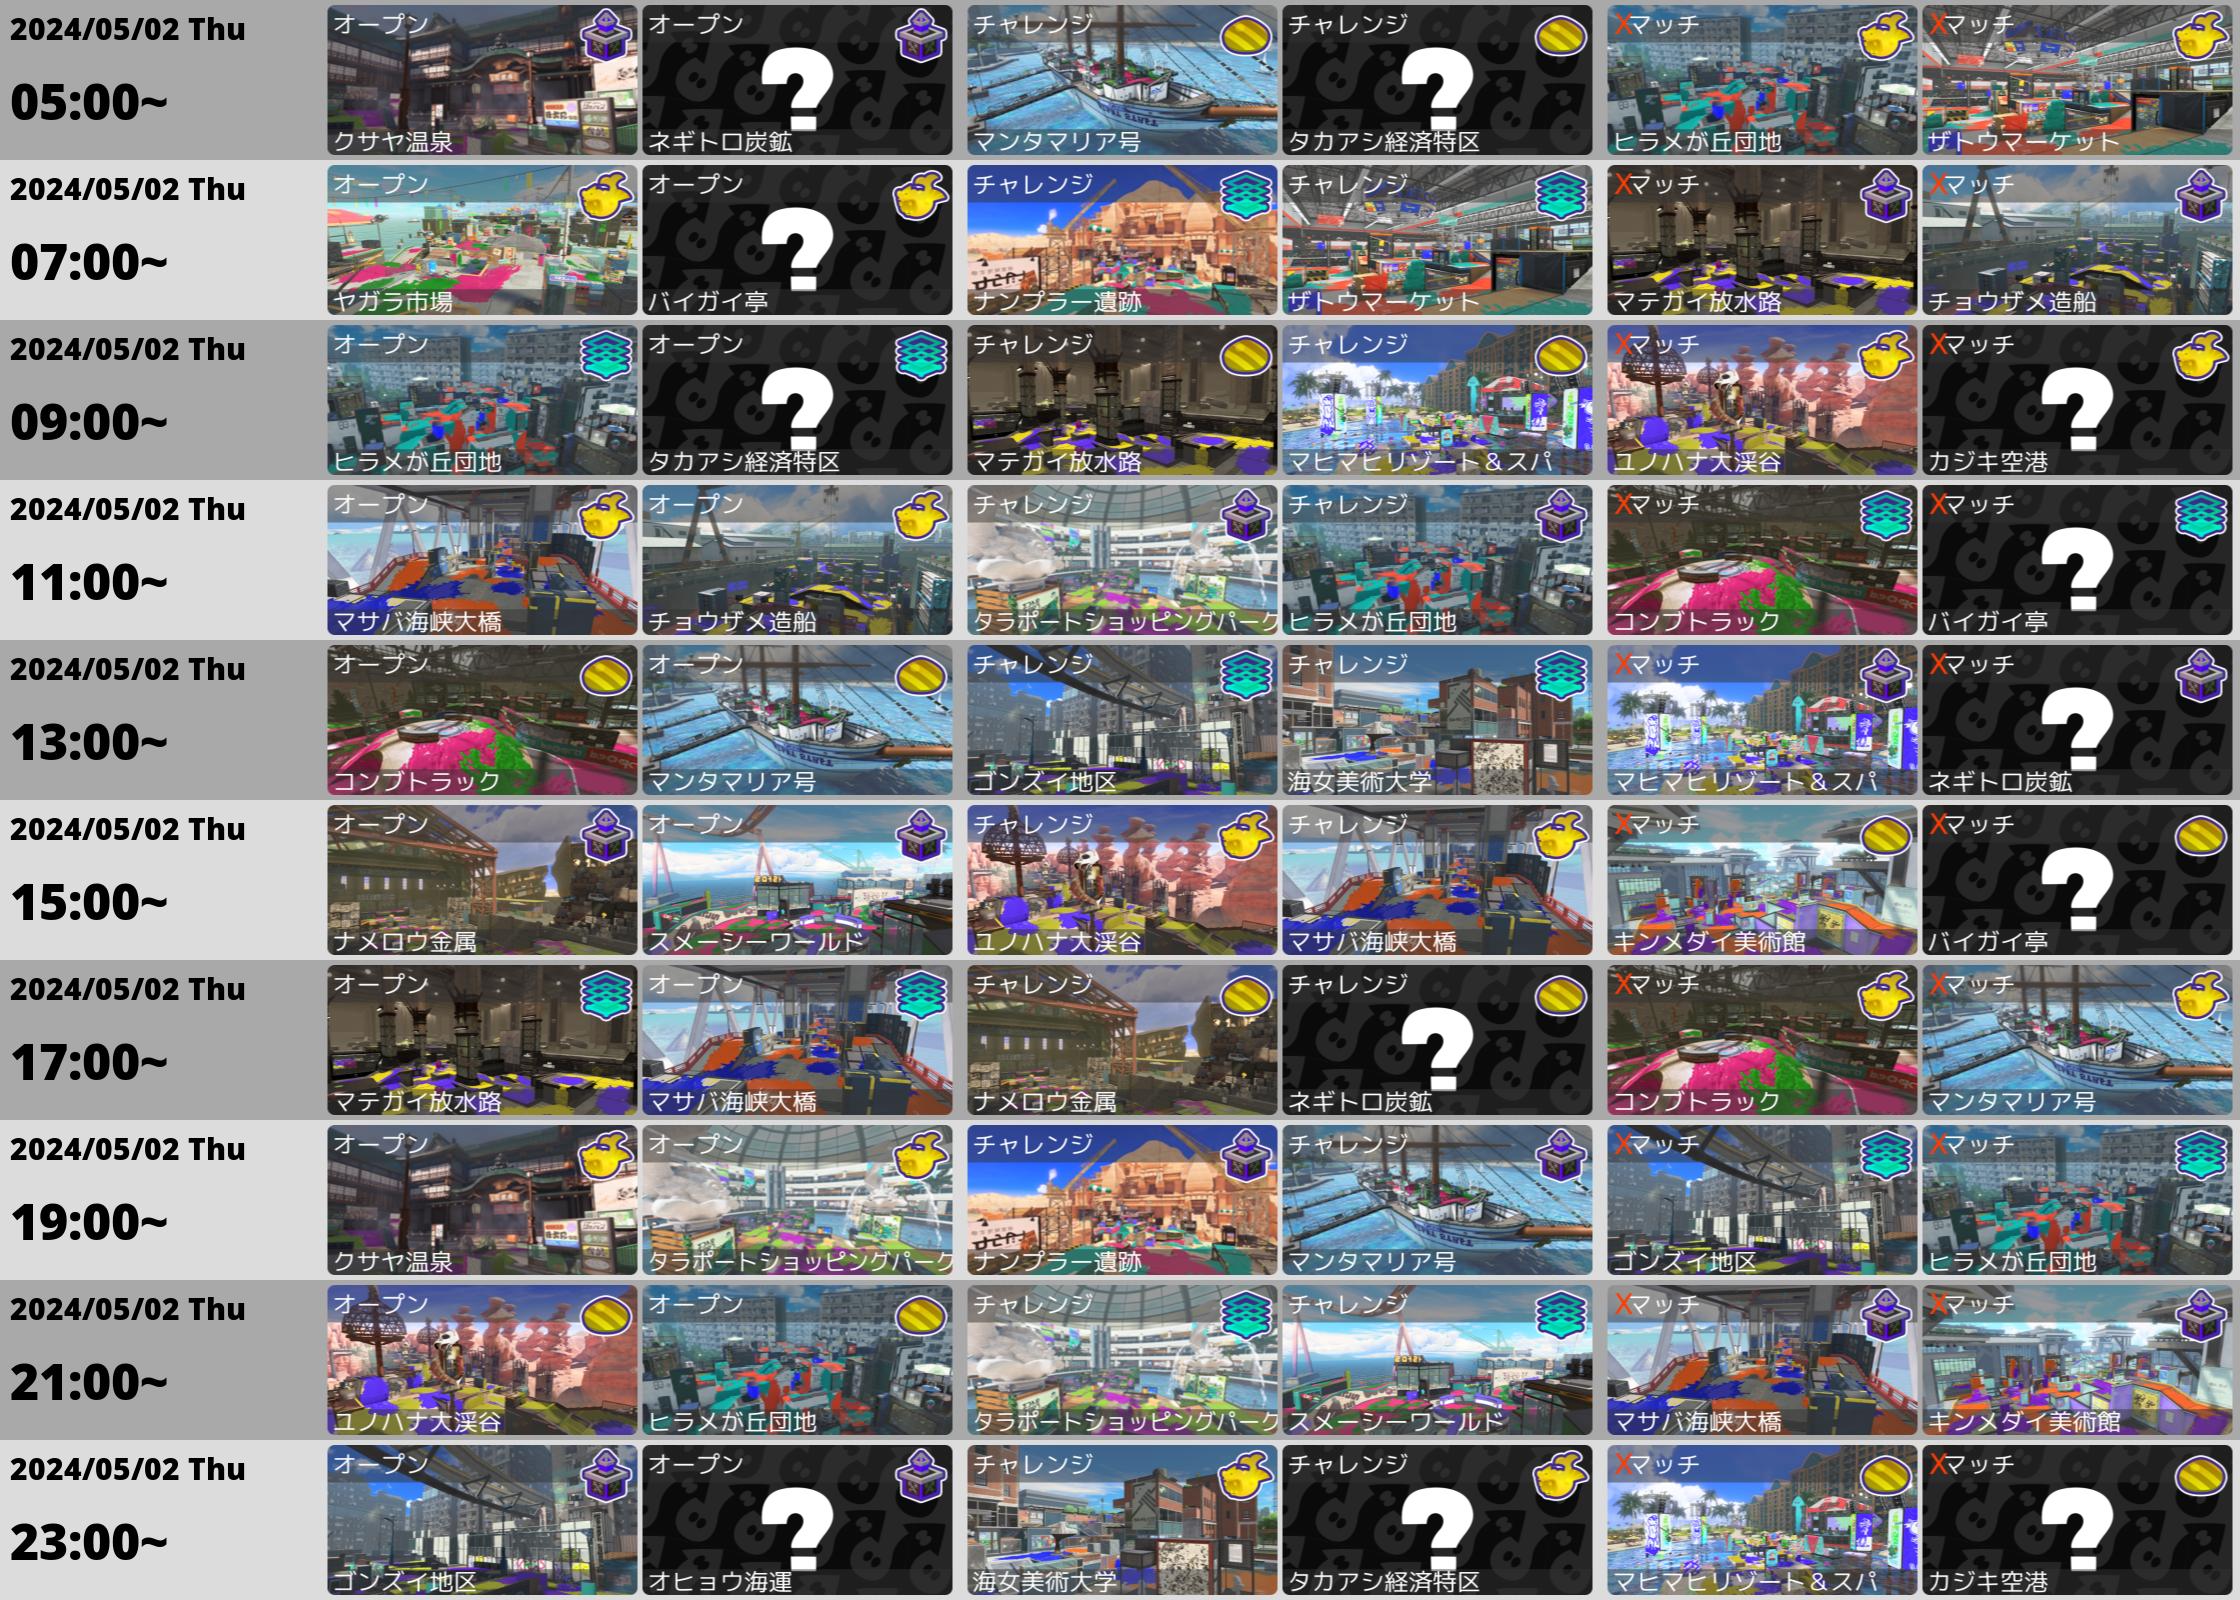 2024/05/02 Thu
05:00~
オープン
クサヤ温泉
オープン
ネギトロ炭鉱
チャレンジ
マンタマリア号
チャレンジ
タカアシ経済特区
Xマッチ
ヒラメが丘団地
Xマッチ
ザトウマーケット
2024/05/02 Thu
07:00~
オープン
ヤガラ市場
オープン
バイガイ亭
チャレンジ
ナンプラー遺跡
チャレンジ
ザトウマーケット
Xマッチ
マテガイ放水路
Xマッチ
チョウザメ造船
2024/05/02 Thu
09:00~
オープン
ヒラメが丘団地
オープン
タカアシ経済特区
チャレンジ
マテガイ放水路
チャレンジ
マヒマヒリゾート＆スパ
Xマッチ
ユノハナ大渓谷
Xマッチ
カジキ空港
2024/05/02 Thu
11:00~
オープン
マサバ海峡大橋
オープン
チョウザメ造船
チャレンジ
タラポートショッピングパーク
チャレンジ
ヒラメが丘団地
Xマッチ
コンブトラック
Xマッチ
バイガイ亭
2024/05/02 Thu
13:00~
オープン
コンブトラック
オープン
マンタマリア号
チャレンジ
ゴンズイ地区
チャレンジ
海女美術大学
Xマッチ
マヒマヒリゾート＆スパ
Xマッチ
ネギトロ炭鉱
2024/05/02 Thu
15:00~
オープン
ナメロウ金属
オープン
スメーシーワールド
チャレンジ
ユノハナ大渓谷
チャレンジ
マサバ海峡大橋
Xマッチ
キンメダイ美術館
Xマッチ
バイガイ亭
2024/05/02 Thu
17:00~
オープン
マテガイ放水路
オープン
マサバ海峡大橋
チャレンジ
ナメロウ金属
チャレンジ
ネギトロ炭鉱
Xマッチ
コンブトラック
Xマッチ
マンタマリア号
2024/05/02 Thu
19:00~
オープン
クサヤ温泉
オープン
タラポートショッピングパーク
チャレンジ
ナンプラー遺跡
チャレンジ
マンタマリア号
Xマッチ
ゴンズイ地区
Xマッチ
ヒラメが丘団地
2024/05/02 Thu
21:00~
オープン
ユノハナ大渓谷
オープン
ヒラメが丘団地
チャレンジ
タラポートショッピングパーク
チャレンジ
スメーシーワールド
Xマッチ
マサバ海峡大橋
Xマッチ
キンメダイ美術館
2024/05/02 Thu
23:00~
オープン
ゴンズイ地区
オープン
オヒョウ海運
チャレンジ
海女美術大学
チャレンジ
タカアシ経済特区
Xマッチ
マヒマヒリゾート＆スパ
Xマッチ
カジキ空港